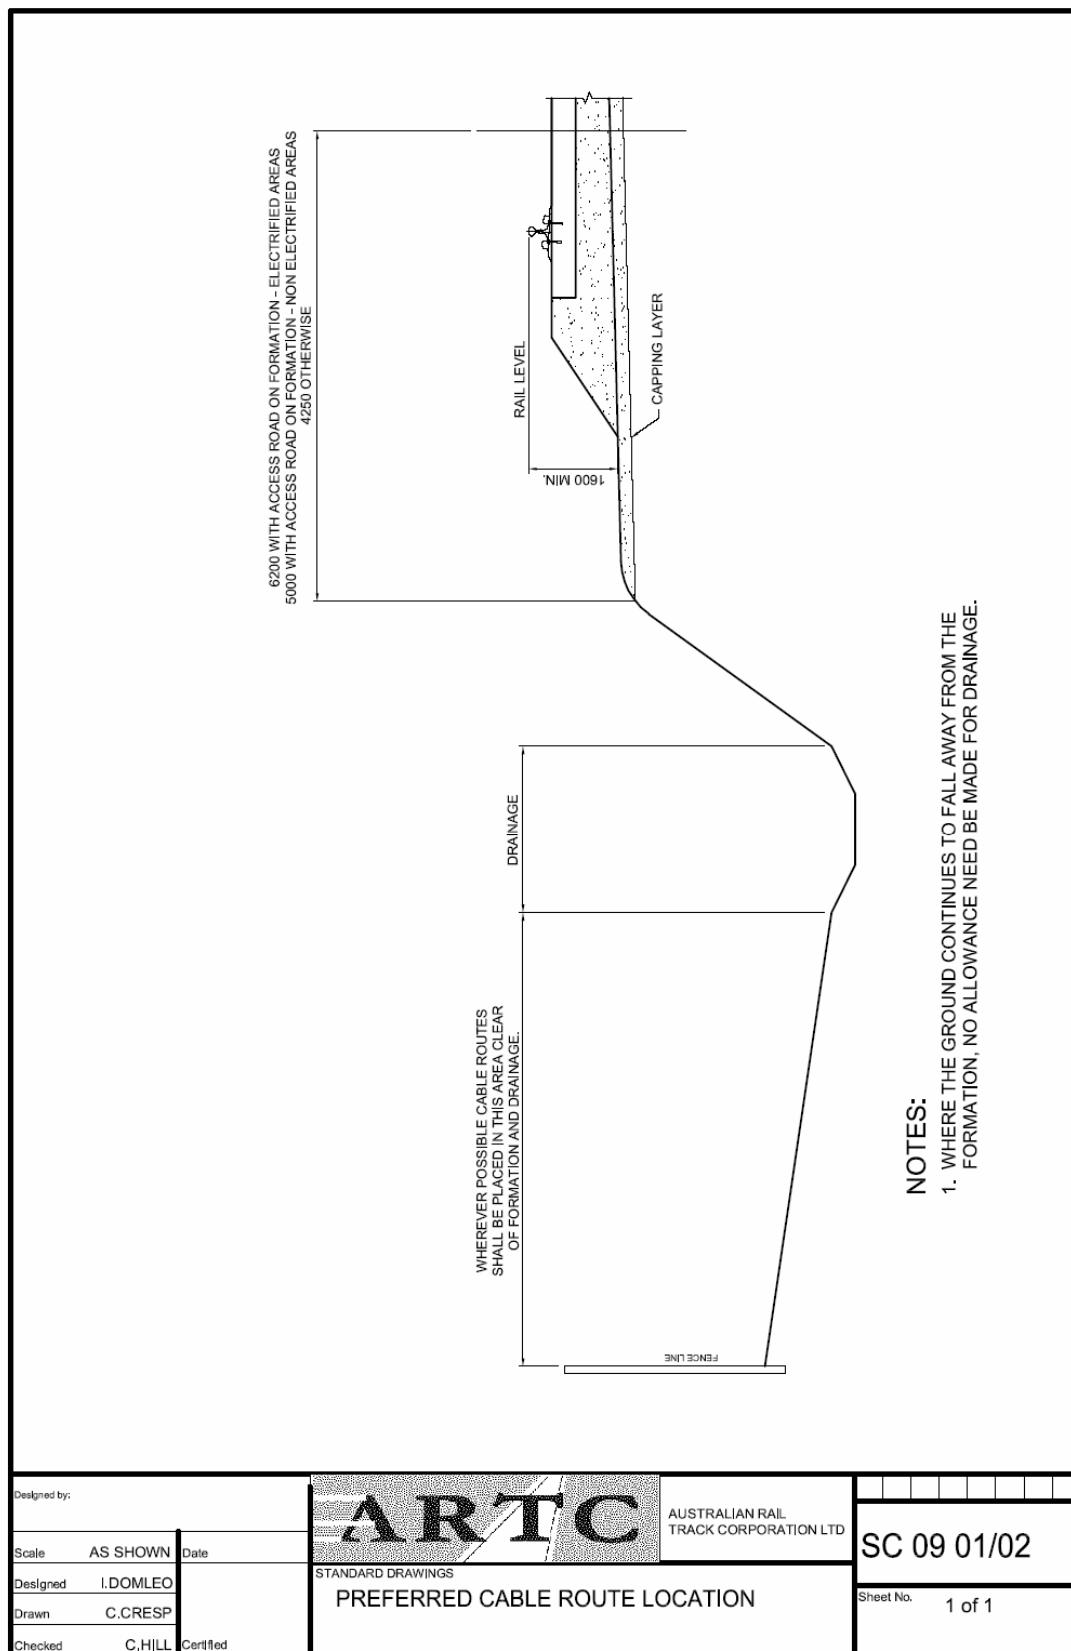 6200 WITH ACCESS ROAD ON FORMATION - ELECTRIFIED AREAS
5000 WITH ACCESS ROAD ON FORMATION - NON ELECTRIFIED AREAS
4250 OTHERWISE
RAIL LEVEL
1600 MIN.
CAPPING LAYER
DRAINAGE
WHEREVER POSSIBLE CABLE ROUTES
SHALL BE PLACED IN THIS AREA CLEAR
OF FORMATION AND DRAINAGE.
FENCE LINE
NOTES:
1. WHERE THE GROUND CONTINUES TO FALL AWAY FROM THE
FORMATION, NO ALLOWANCE NEED BE MADE FOR DRAINAGE.
Designed by:
Scale AS SHOWN Date
Designed I.DOMLEO
Drawn C.CRESP
Checked C.HILL Certified
ARTC
AUSTRALIAN RAIL
TRACK CORPORATION LTD
STANDARD DRAWINGS
PREFERRED CABLE ROUTE LOCATION
SC 09 01/02
Sheet No. 1 of 1